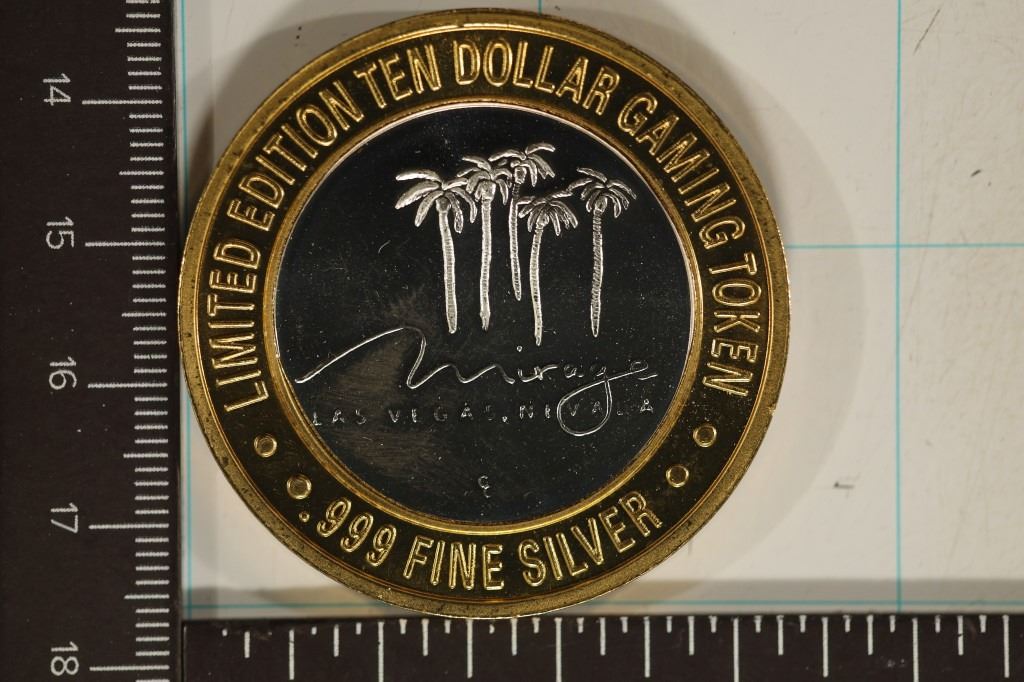 LIMITED EDITION TEN DOLLAR GAMING TOKEN
Mirage
LAS VEGAS, NEVADA
C
.999 FINE SILVER
14
15
16
17
18